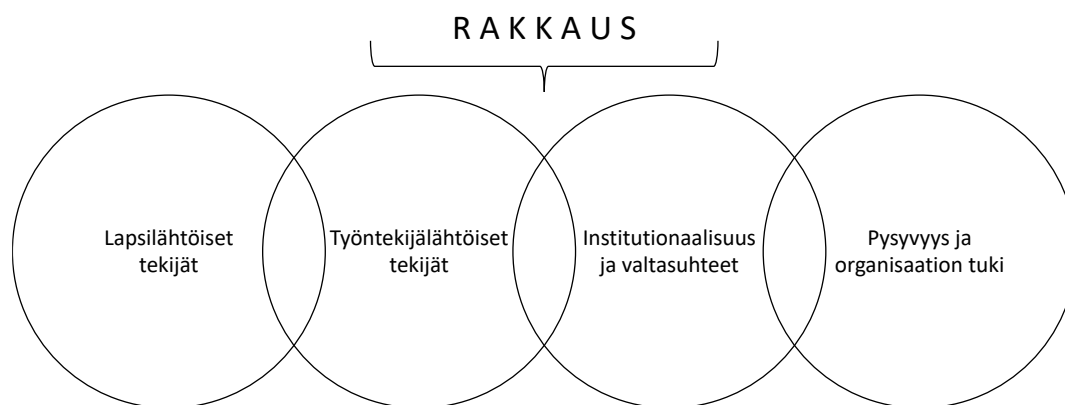 R A K K A U S
Lapsilähtöiset
tekijät
Työntekijälähtöiset
tekijät
Institutionaalisuus
ja valtasuhteet
Pysyvyys ja
organisaation tuki